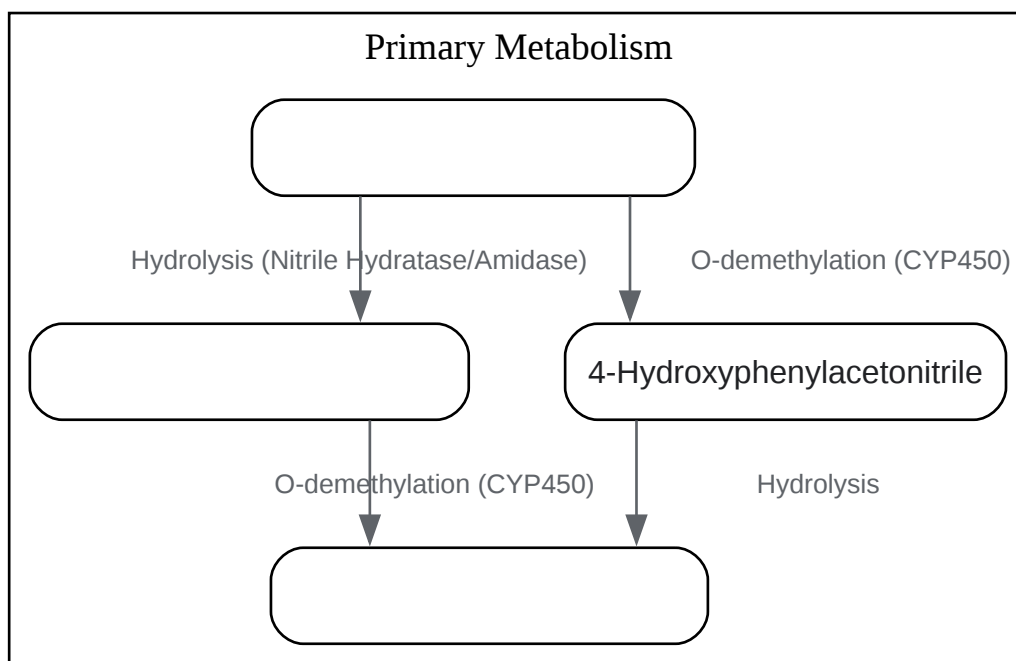 Primary Metabolism
Hydrolysis (Nitrile Hydratase/Amidase)
O-demethylation (CYP450)
4-Hydroxyphenylacetonitrile
O-demethylation (CYP450)
Hydrolysis